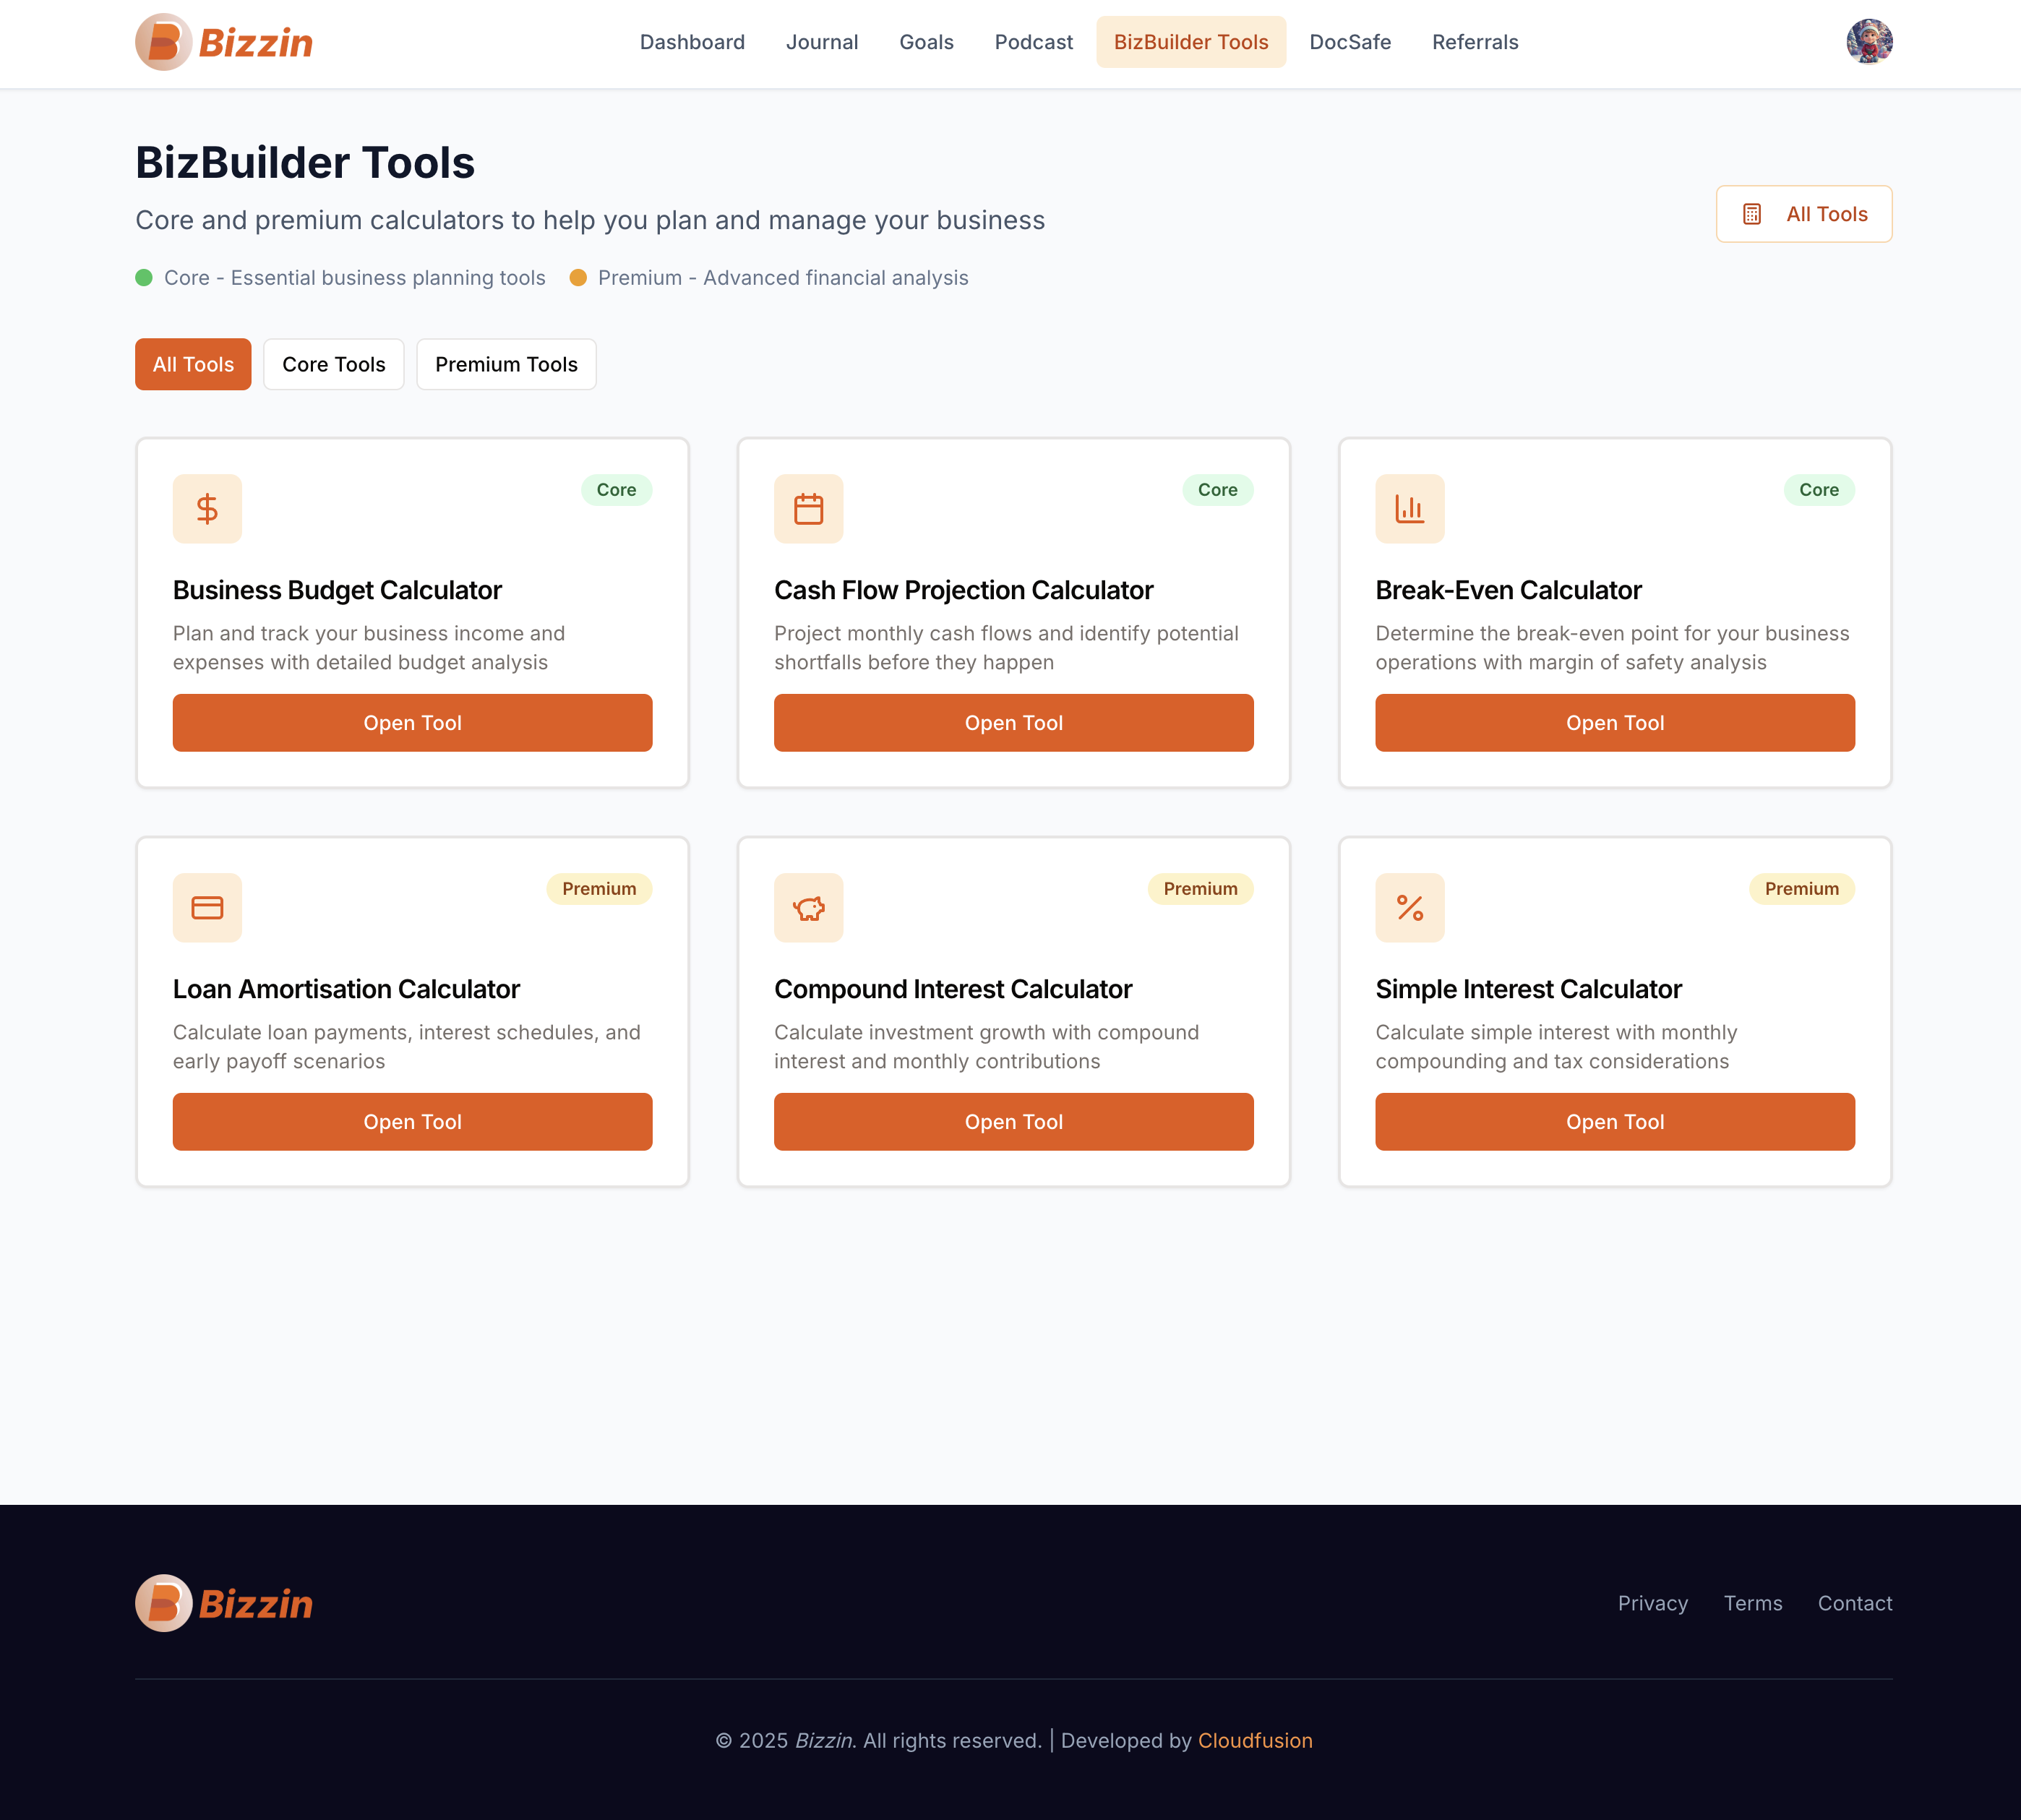 Bizzin
Dashboard Journal Goals Podcast BizBuilder Tools DocSafe Referrals
BizBuilder Tools
Core and premium calculators to help you plan and manage your business
All Tools
Core - Essential business planning tools Premium - Advanced financial analysis
All Tools Core Tools Premium Tools
Core
Business Budget Calculator
Plan and track your business income and
expenses with detailed budget analysis
Open Tool
Core
Cash Flow Projection Calculator
Project monthly cash flows and identify potential
shortfalls before they happen
Open Tool
Core
Break-Even Calculator
Determine the break-even point for your business
operations with margin of safety analysis
Open Tool
Premium
Loan Amortisation Calculator
Calculate loan payments, interest schedules, and
early payoff scenarios
Open Tool
Premium
Compound Interest Calculator
Calculate investment growth with compound
interest and monthly contributions
Open Tool
Premium
Simple Interest Calculator
Calculate simple interest with monthly
compounding and tax considerations
Open Tool
Bizzin
Privacy Terms Contact
© 2025 Bizzin. All rights reserved. | Developed by Cloudfusion